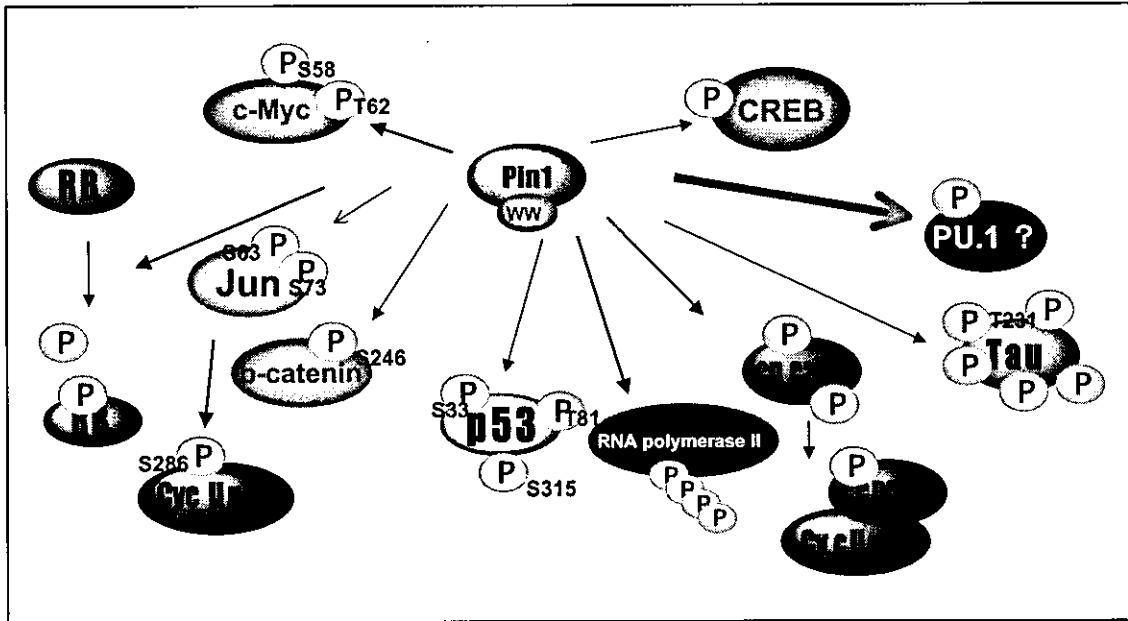 P S58
c-Myc P T62
P CREB
RB
Pin1
WW
P
PU.1 ?
S63 P
Jun P
S73
P
P T231 P
Tau
P P P
P
P S246
β-catenin
P
P
P
S33 P P T81
p53
P S315
RNA polymerase II
P P P P
S286 P
Cyc
P